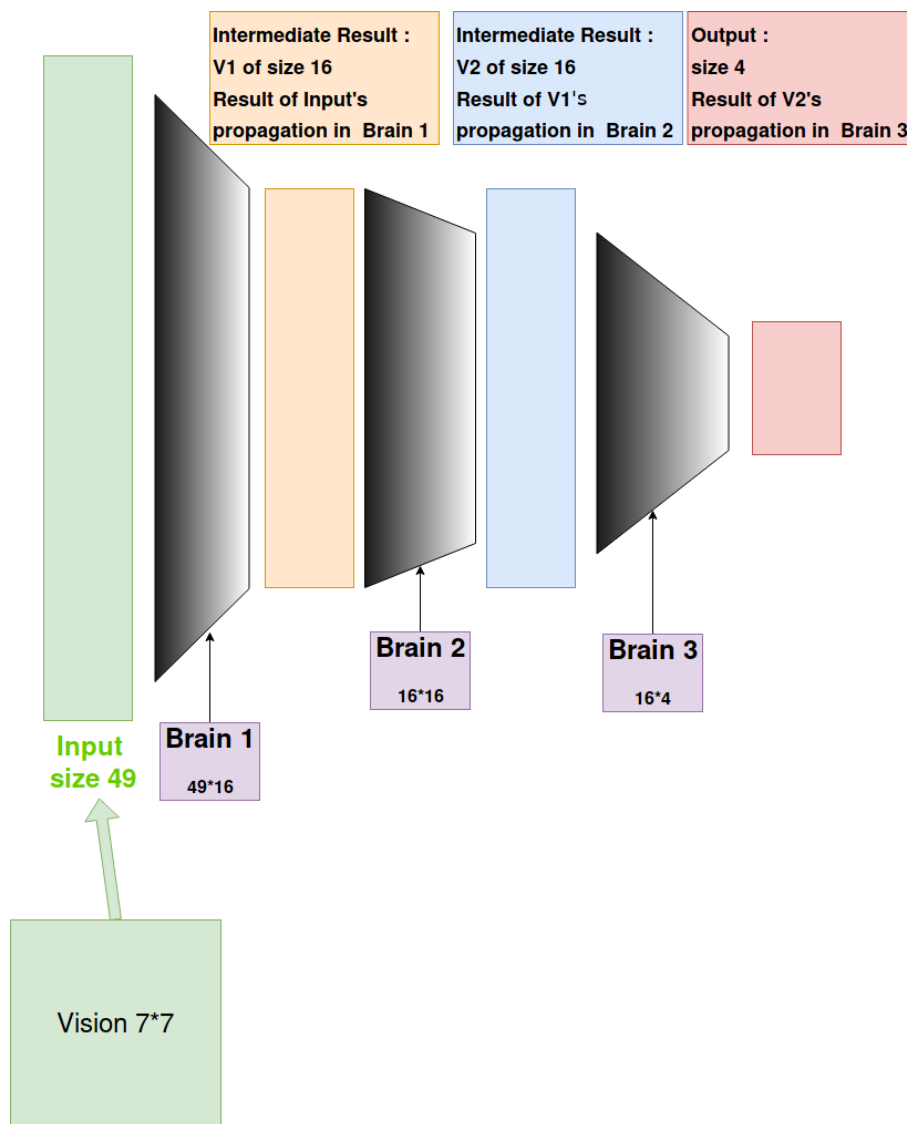 Intermediate Result :
V1 of size 16
Result of Input's
propagation in Brain 1
Intermediate Result :
V2 of size 16
Result of V1's
propagation in Brain 2
Output :
size 4
Result of V2's
propagation in Brain 3
Brain 2
16*16
Brain 3
16*4
Input
size 49
Brain 1
49*16
Vision 7*7